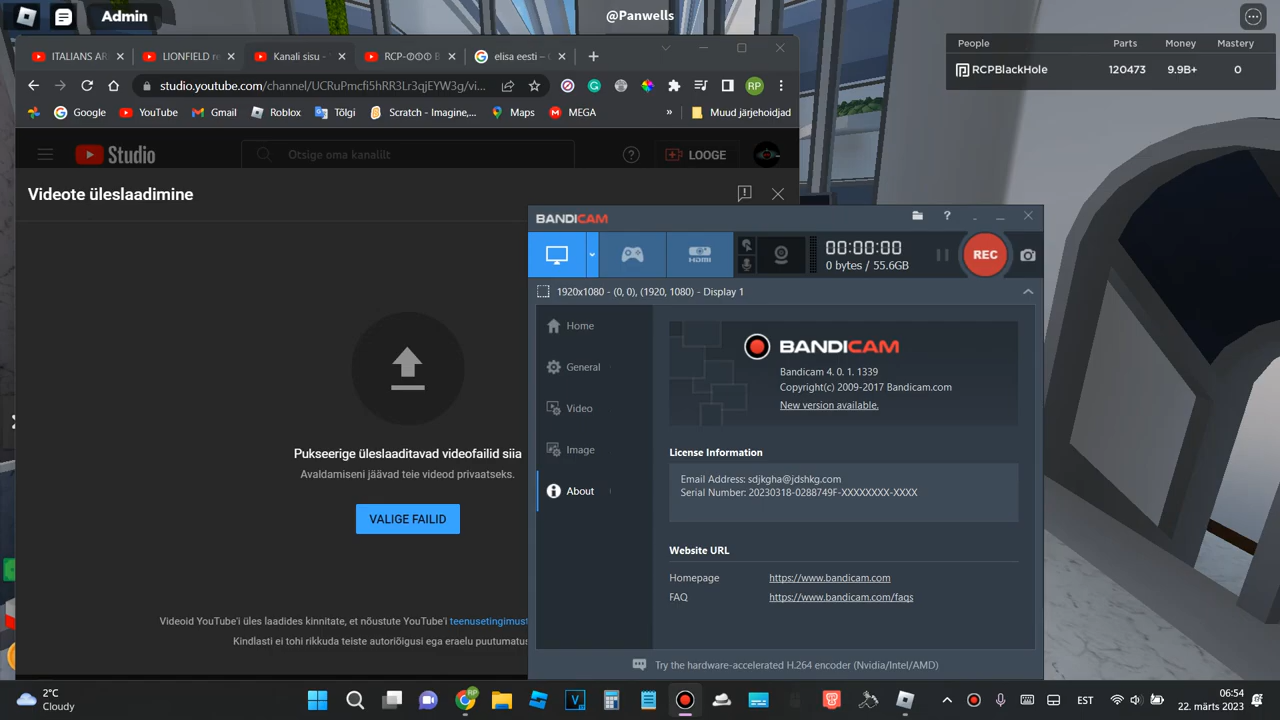 Admin
@Panwells
People Parts Money Mastery
RCPBlackHole 120473 9.9B+ 0
ITALIANS AR
LIONFIELD re
Kanali sisu -
RCP-⓪⓪⓪ B
elisa eesti –
studio.youtube.com/channel/UCRuPmcfi5hRR3Lr3qjEYW3g/vi...
RP
Google
YouTube
Gmail
Roblox
Tõlgi
Scratch - Imagine,...
Maps
MEGA
»
Muud järjehoidjad
Studio
Otsige oma kanalilt
LOOGE
Videote üleslaadimine
Pukseerige üleslaaditavad videofailid siia
Avaldamiseni jäävad teie videod privaatseks.
VALIGE FAILID
Videoid YouTube'i üles laadides kinnitate, et nõustute YouTube'i teenusetingimust
Kindlasti ei tohi rikkuda teiste autoriõigusi ega eraelu puutumat
BANDICAM
HDMI
00:00:00
0 bytes / 55.6GB
REC
1920x1080 - (0, 0), (1920, 1080) - Display 1
Home
General
Video
Image
About
BANDICAM
Bandicam 4. 0. 1. 1339
Copyright(c) 2009-2017 Bandicam.com
New version available.
License Information
Email Address: sdjkgha@jdshkg.com
Serial Number: 20230318-0288749F-XXXXXXXX-XXXX
Website URL
Homepage https://www.bandicam.com
FAQ https://www.bandicam.com/faqs
Try the hardware-accelerated H.264 encoder (Nvidia/Intel/AMD)
2°C
Cloudy
RP
EST
06:54
22. märts 2023